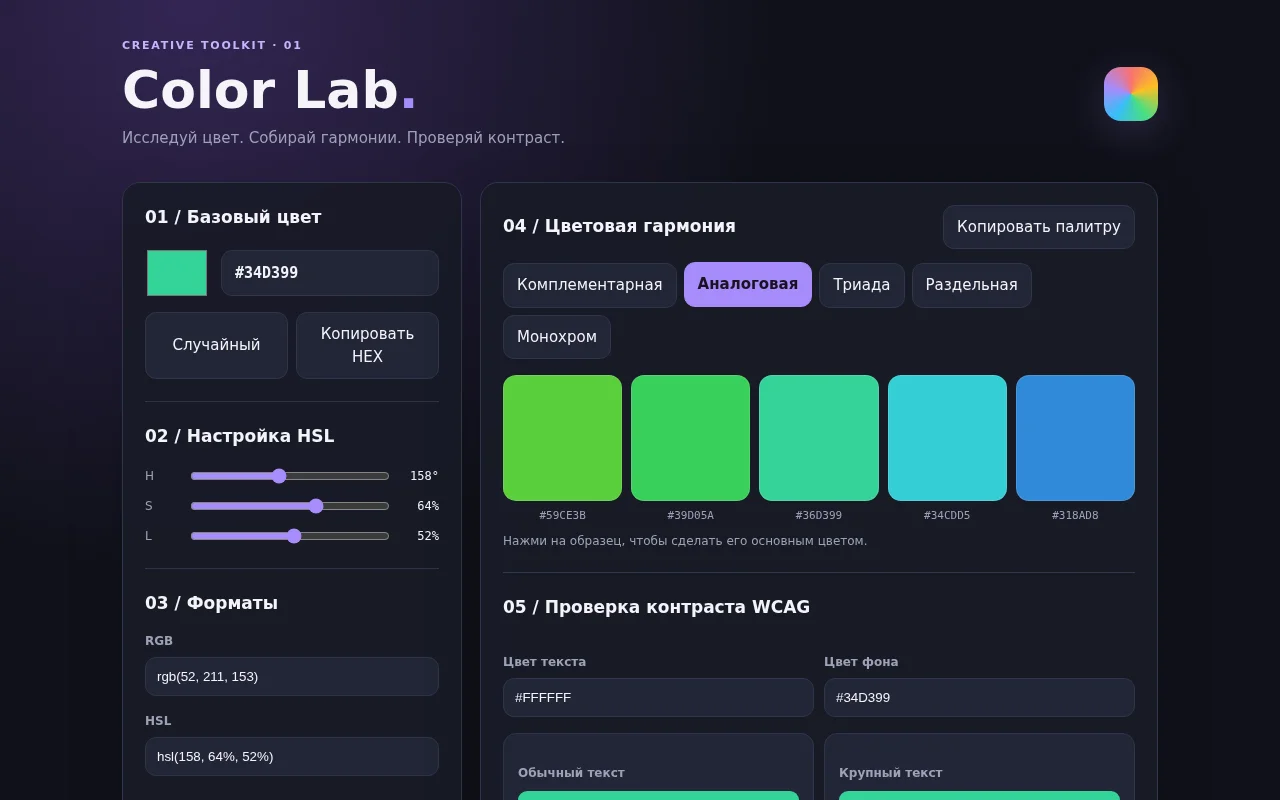 CREATIVE TOOLKIT · 01
Color Lab.
Исследуй цвет. Собирай гармонии. Проверяй контраст.
01 / Базовый цвет
#34D399
Случайный
Копировать
HEX
02 / Настройка HSL
H 158°
S 64%
L 52%
03 / Форматы
RGB
rgb(52, 211, 153)
HSL
hsl(158, 64%, 52%)
04 / Цветовая гармония
Копировать палитру
Комплементарная Аналоговая Триада Раздельная
Монохром
#59CE3B #39D05A #36D399 #34CDD5 #318AD8
Нажми на образец, чтобы сделать его основным цветом.
05 / Проверка контраста WCAG
Цвет текста Цвет фона
#FFFFFF #34D399
Обычный текст Крупный текст